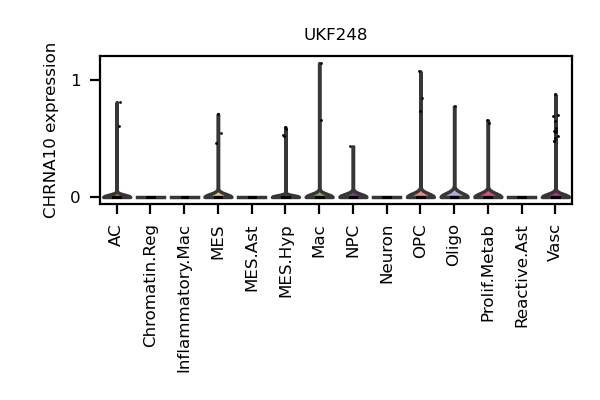 UKF248
CHRNA10 expression
1
0
AC
Chromatin.Reg
Inflammatory.Mac
MES
MES.Ast
MES.Hyp
Mac
NPC
Neuron
OPC
Oligo
Prolif.Metab
Reactive.Ast
Vasc